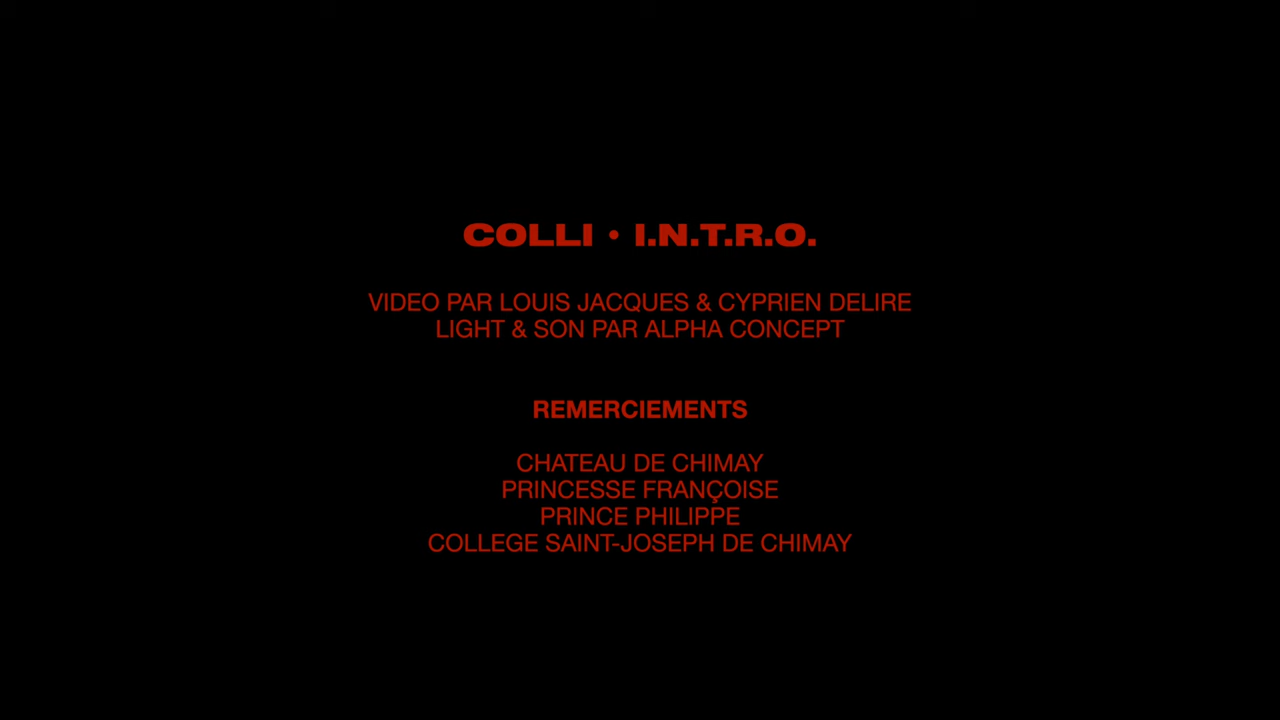 COLLI • I.N.T.R.O.
VIDEO PAR LOUIS JACQUES & CYPRIEN DELIRE
LIGHT & SON PAR ALPHA CONCEPT
REMERCIEMENTS
CHATEAU DE CHIMAY
PRINCESSE FRANÇOISE
PRINCE PHILIPPE
COLLEGE SAINT-JOSEPH DE CHIMAY